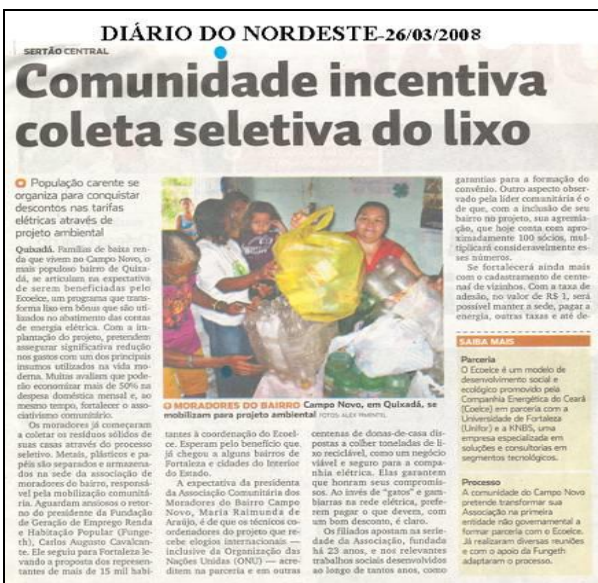 DIÁRIO DO NORDESTE-26/03/2008
SERTÃO CENTRAL
Comunidade incentiva
coleta seletiva do lixo
População carente se
organiza para conquistar
descontos nas tarifas
elétricas através de
projeto ambiental
Quixadá. Famílias de baixa ren-
da que vivem no Campo Novo, o
mais populoso bairro de Quixa-
dá, se articulam na expectativa
de serem beneficiadas pelo
Ecoelce, um programa que trans-
forma lixo em bônus que são uti-
lizados no abatimento das contas
de energia elétrica. Com a im-
plantação do projeto, pretendem
assegurar significativa redução
nos gastos com um dos principais
insumos utilizados na vida mo-
derna. Muitos avaliam que pode-
rão economizar mais de 50% na
despesa doméstica mensal e, ao
mesmo tempo, fortalecer o asso-
ciativismo comunitário.
Os moradores já começaram
a coletar os resíduos sólidos de
suas casas através do processo
seletivo. Metais, plásticos e pa-
péis são separados e armazena-
dos na sede da associação de
moradores do bairro, responsá-
vel pela mobilização comunitá-
ria. Aguardam ansiosos o retor-
no do presidente da Fundação
de Geração de Emprego Renda
e Habitação Popular (Funge-
th), Carlos Augusto Cavalcan-
te. Ele seguiu para Fortaleza le-
vando a proposta dos represen-
tantes de mais de 15 mil habi-
MORADORES DO BAIRRO Campo Novo, em Quixadá, se
mobilizam para projeto ambiental FOTOS: ALEX PIMENTEL
tantes à coordenação do Ecoel-
ce. Esperam pelo benefício que
já chegou a alguns bairros de
Fortaleza e cidades do Interior
do Estado.
A expectativa da presidenta
da Associação Comunitária dos
Moradores do Bairro Campo
Novo, Maria Raimunda de
Araújo, é de que os técnicos co-
ordenadores do projeto que re-
cebe elogios internacionais —
inclusive da Organização das
Nações Unidas (ONU) — acre-
ditem na parceria e em outras
centenas de donas-de-casa dis-
postas a colher toneladas de li-
xo reciclável, como um negócio
viável e seguro para a compa-
nhia elétrica. Elas garantem
que honram seus compromis-
sos. Ao invés de "gatos" e gam-
biarras na rede elétrica, prefe-
rem pagar o que devem, com
um bom desconto, é claro.
Os filiados apostam na serie-
dade da Associação, fundada
há 23 anos, e nos relevantes
trabalhos sociais desenvolvidos
ao longo de tantos anos, como
garantias para a formação do
convênio. Outro aspecto obser-
vado pela líder comunitária é o
de que, com a inclusão de seu
bairro no projeto, sua agremia-
ção, que hoje conta com apro-
ximadamente 100 sócios, mul-
tiplicará consideravelmente es-
ses números.
Se fortalecerá ainda mais
com o cadastramento de cente-
nas de vizinhos. Com a taxa de
adesão, no valor de R$ 1, será
possível manter a sede, pagar a
energia, outras taxas e até de-
SAIBA MAIS
Parceria
O Ecoelce é um modelo de
desenvolvimento social e
ecológico promovido pela
Companhia Energética do Ceará
(Coelce) em parceria com a
Universidade de Fortaleza
(Unifor) e a KNBS, uma
empresa especializada em
soluções e consultorias em
segmentos tecnológicos.
Processo
A comunidade do Campo Novo
pretende transformar sua
Associação na primeira
entidade não governamental a
formar parceria com o Ecoelce.
Já realizaram diversas reuniões
e com o apoio da Fungeth
adaptaram o processo.